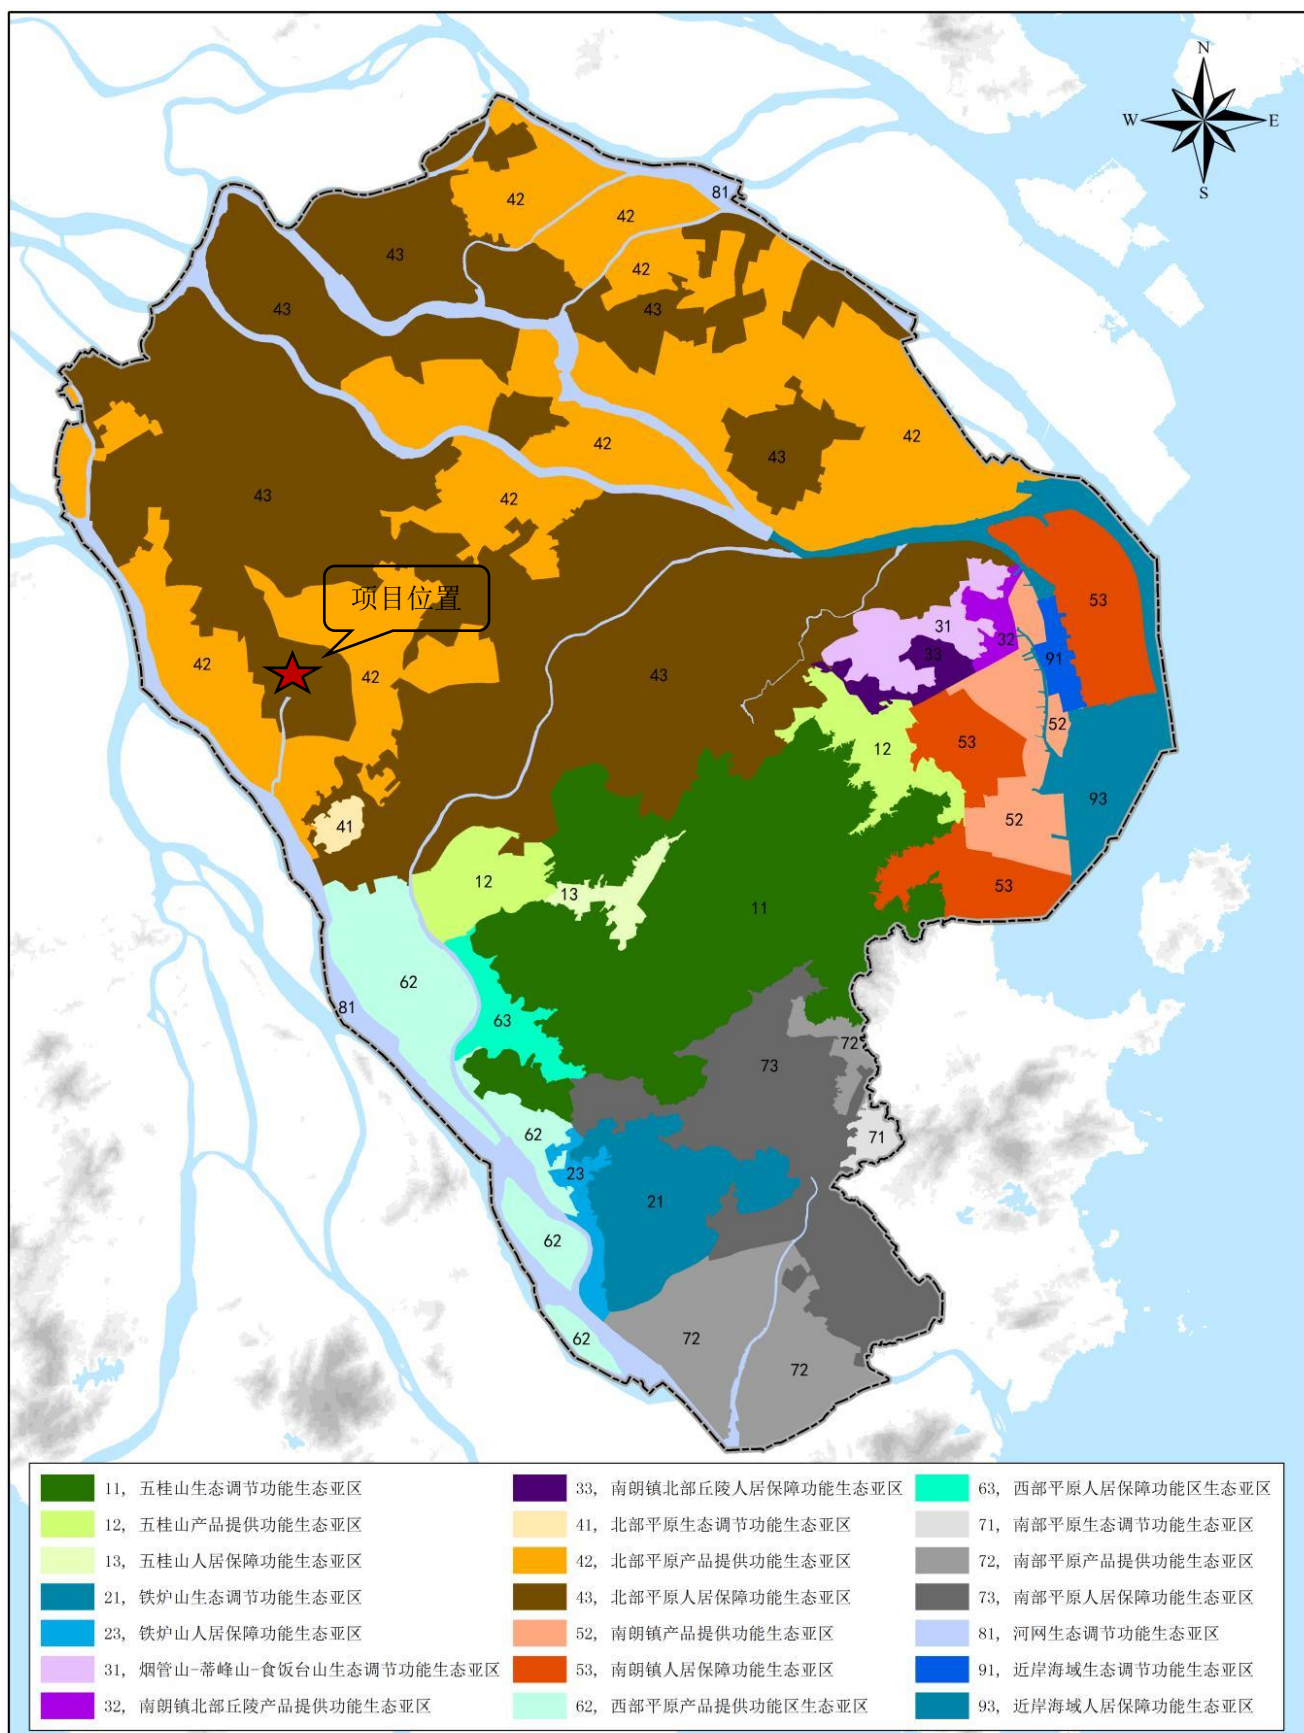 N
W E
S
81
42
42
43
42
43
43
42
42
43
43
42
项目位置
53
31
32
33
91
42
42
43
52
53
12
93
41
52
12
13
53
11
62
81
63
72
73
71
62
23
21
62
62
72
72
11, 五桂山生态调节功能生态亚区
12, 五桂山产品提供功能生态亚区
13, 五桂山人居保障功能生态亚区
21, 铁炉山生态调节功能生态亚区
23, 铁炉山人居保障功能生态亚区
31, 烟管山-蒂峰山-食饭台山生态调节功能生态亚区
32, 南朗镇北部丘陵产品提供功能生态亚区
33, 南朗镇北部丘陵人居保障功能生态亚区
41, 北部平原生态调节功能生态亚区
42, 北部平原产品提供功能生态亚区
43, 北部平原人居保障功能生态亚区
52, 南朗镇产品提供功能生态亚区
53, 南朗镇人居保障功能生态亚区
62, 西部平原产品提供功能区生态亚区
63, 西部平原人居保障功能区生态亚区
71, 南部平原生态调节功能生态亚区
72, 南部平原产品提供功能生态亚区
73, 南部平原人居保障功能生态亚区
81, 河网生态调节功能生态亚区
91, 近岸海域生态调节功能生态亚区
93, 近岸海域人居保障功能生态亚区